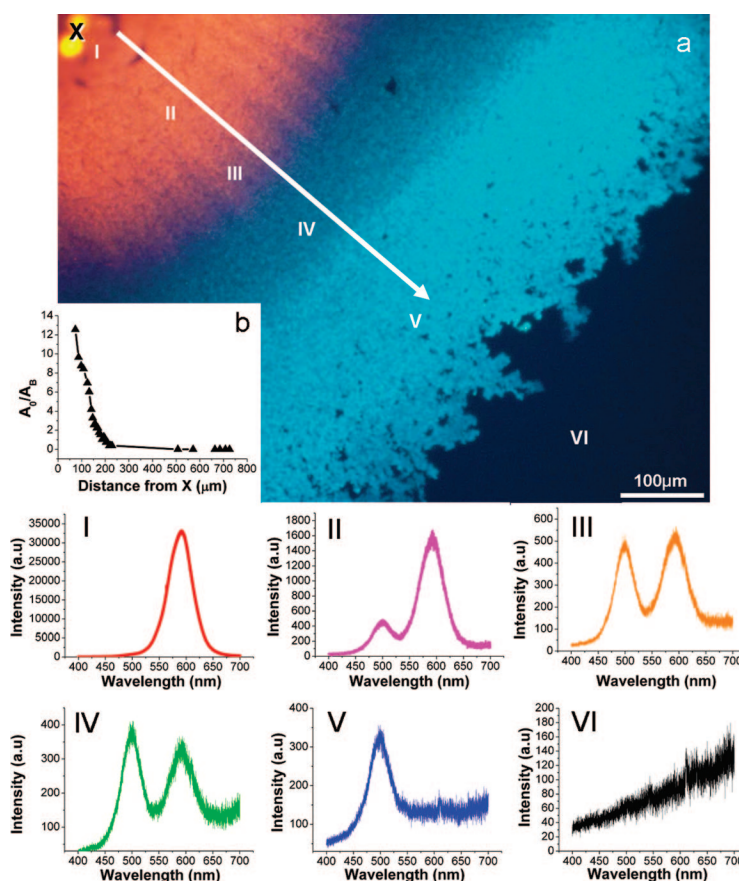 X
a
I
II
III
IV
V
VI
100μm
b
14
12
10
8
6
4
2
0
A0/AB
0 100 200 300 400 500 600 700 800
Distance from X (μm)
I
35000
30000
25000
20000
15000
10000
5000
0
Intensity (a.u)
400 450 500 550 600 650 700
Wavelength (nm)
II
1800
1600
1400
1200
1000
800
600
400
200
0
Intensity (a.u)
400 450 500 550 600 650 700
Wavelength (nm)
III
600
500
400
300
200
100
0
Intensity (a.u)
400 450 500 550 600 650 700
Wavelength (nm)
IV
400
300
200
100
Intensity (a.u)
400 450 500 550 600 650 700
Wavelength (nm)
V
400
300
200
100
Intensity (a.u)
400 450 500 550 600 650 700
Wavelength (nm)
VI
200
180
160
140
120
100
80
60
40
20
0
Intensity (a.u)
400 450 500 550 600 650 700
Wavelength (nm)